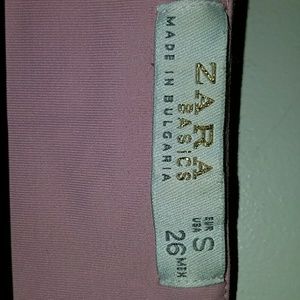 ZARA
BASICS
MADE IN BULGARIA
EUR S
USA
26 MEX